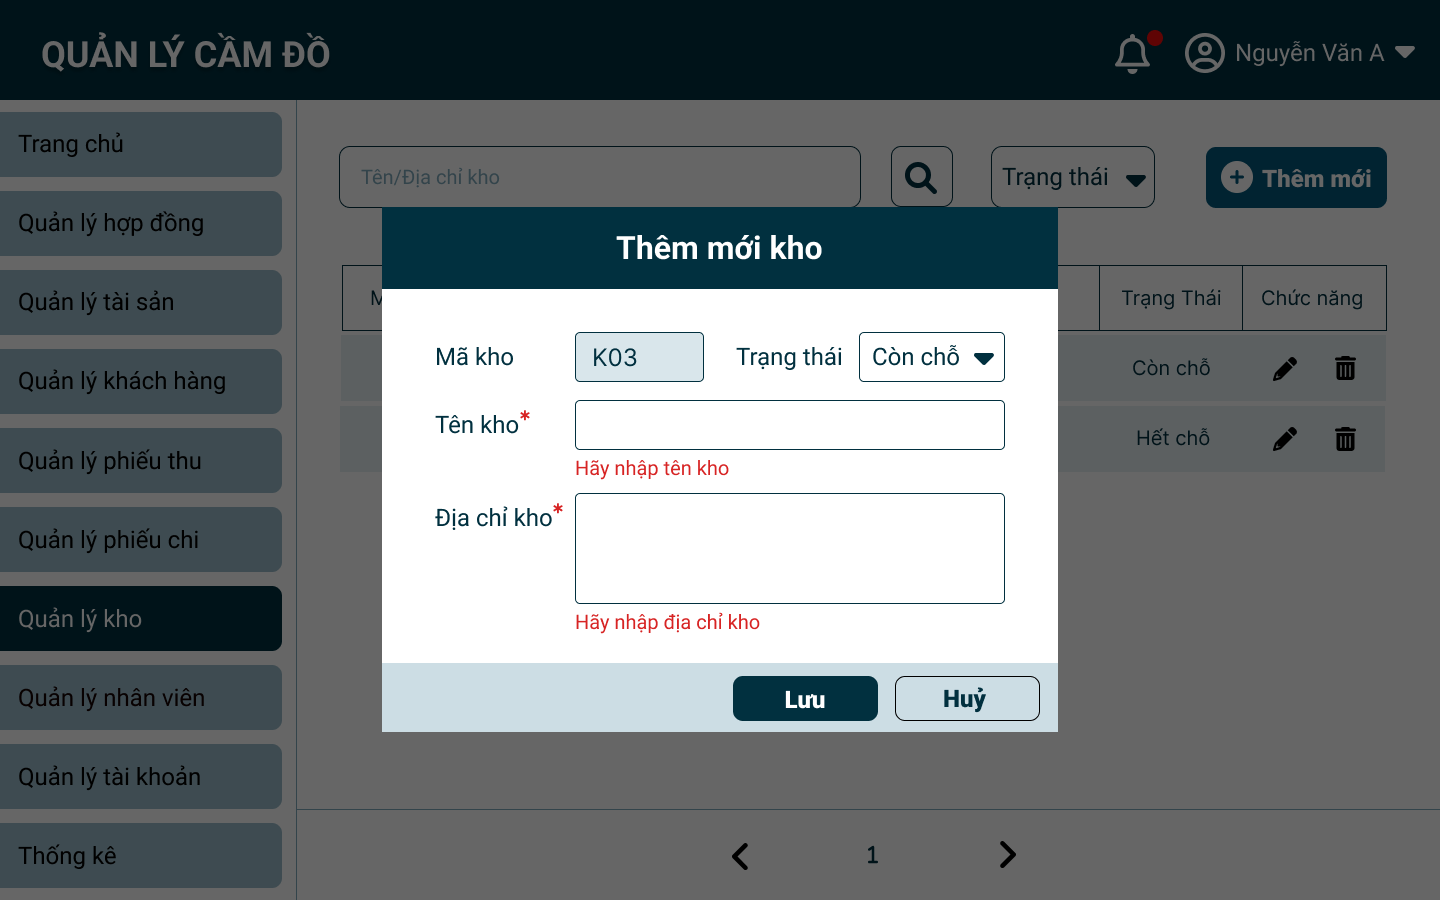 QUẢN LÝ CẦM ĐỒ
Nguyễn Văn A
Trang chủ
Quản lý hợp đồng
Quản lý tài sản
Quản lý khách hàng
Quản lý phiếu thu
Quản lý phiếu chi
Quản lý kho
Quản lý nhân viên
Quản lý tài khoản
Thống kê
Tên/Địa chỉ kho
Trạng thái
Thêm mới
Trạng Thái
Chức năng
Còn chỗ
Hết chỗ
Thêm mới kho
Mã kho
K03
Trạng thái
Còn chỗ
Tên kho*
Hãy nhập tên kho
Địa chỉ kho*
Hãy nhập địa chỉ kho
Lưu
Huỷ
1